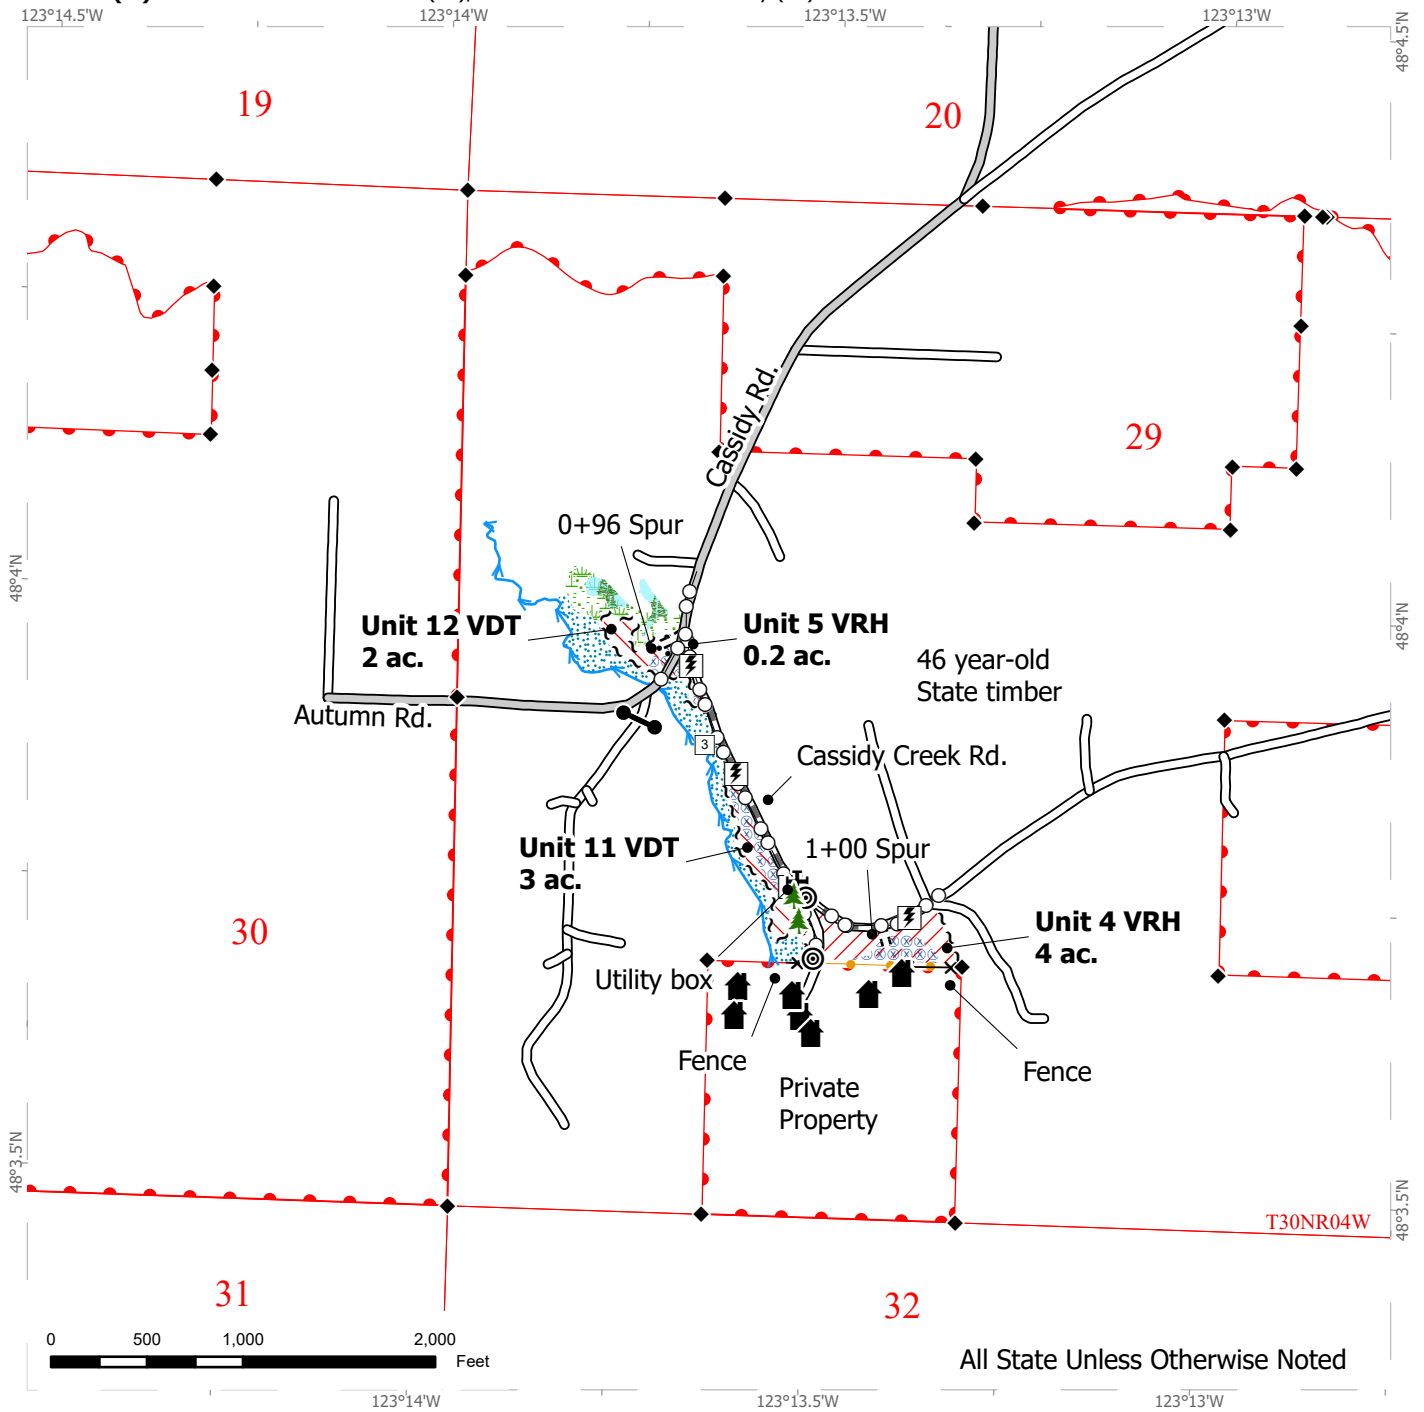 123°14.5'W
123°14'W
123°13.5'W
123°13'W
48°4.5'N
19
20
29
Cassidy Rd.
0+96 Spur
48°4'N
48°4'N
Unit 12 VDT
2 ac.
Unit 5 VRH
0.2 ac.
46 year-old
State timber
Autumn Rd.
3
Cassidy Creek Rd.
Unit 11 VDT
3 ac.
1+00 Spur
30
Unit 4 VRH
4 ac.
Utility box
Fence
Fence
Private
Property
48°3.5'N
48°3.5'N
T30NR04W
31
32
0 500 1,000 2,000
Feet
All State Unless Otherwise Noted
123°14'W
123°13.5'W
123°13'W